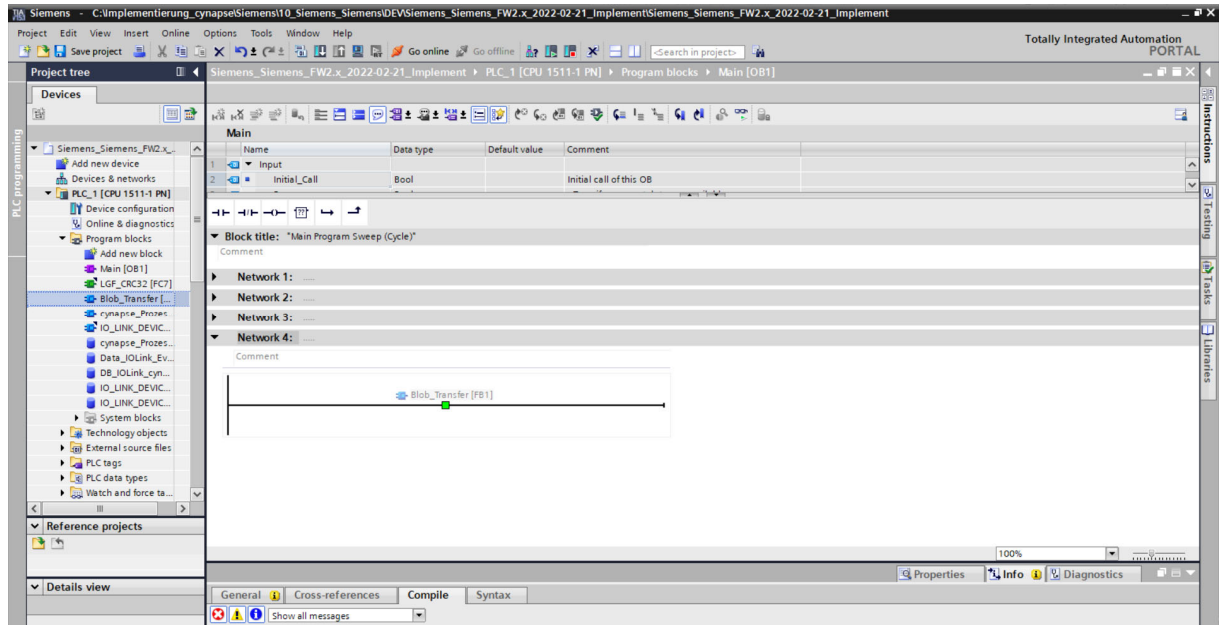 Siemens - C:\Implementierung_cynapse\Siemens\10_Siemens_Siemens\DEV\Siemens_Siemens_FW2.x_2022-02-21_Implement\Siemens_Siemens_FW2.x_2022-02-21_Implement
Project Edit View Insert Online Options Tools Window Help
Totally Integrated Automation
PORTAL
Save project Go online Go offline <Search in project>
Project tree
Siemens_Siemens_FW2.x_2022-02-21_Implement PLC_1 [CPU 1511-1 PN] Program blocks Main [OB1]
Devices
PLC programming
Siemens_Siemens_FW2.x_...
Add new device
Devices & networks
PLC_1 [CPU 1511-1 PN]
Device configuration
Online & diagnostics
Program blocks
Add new block
Main [OB1]
LGF_CRC32 [FC7]
Blob_Transfer [...
cynapse_Prozes...
IO_LINK_DEVIC...
cynapse_Prozes...
Data_IOLink_Ev...
DB_IOLink_cyn...
IO_LINK_DEVIC...
IO_LINK_DEVIC...
System blocks
Technology objects
External source files
PLC tags
PLC data types
Watch and force ta...
Reference projects
Details view
Main
Name Data type Default value Comment
1 Input
2 Initial_Call Bool Initial call of this OB
??
Block title: "Main Program Sweep (Cycle)"
Comment
Network 1: .....
Network 2: .....
Network 3: .....
Network 4: .....
Comment
Blob_Transfer [FB1]
100%
Properties Info Diagnostics
General Cross-references Compile Syntax
Show all messages
Instructions
Testing
Tasks
Libraries